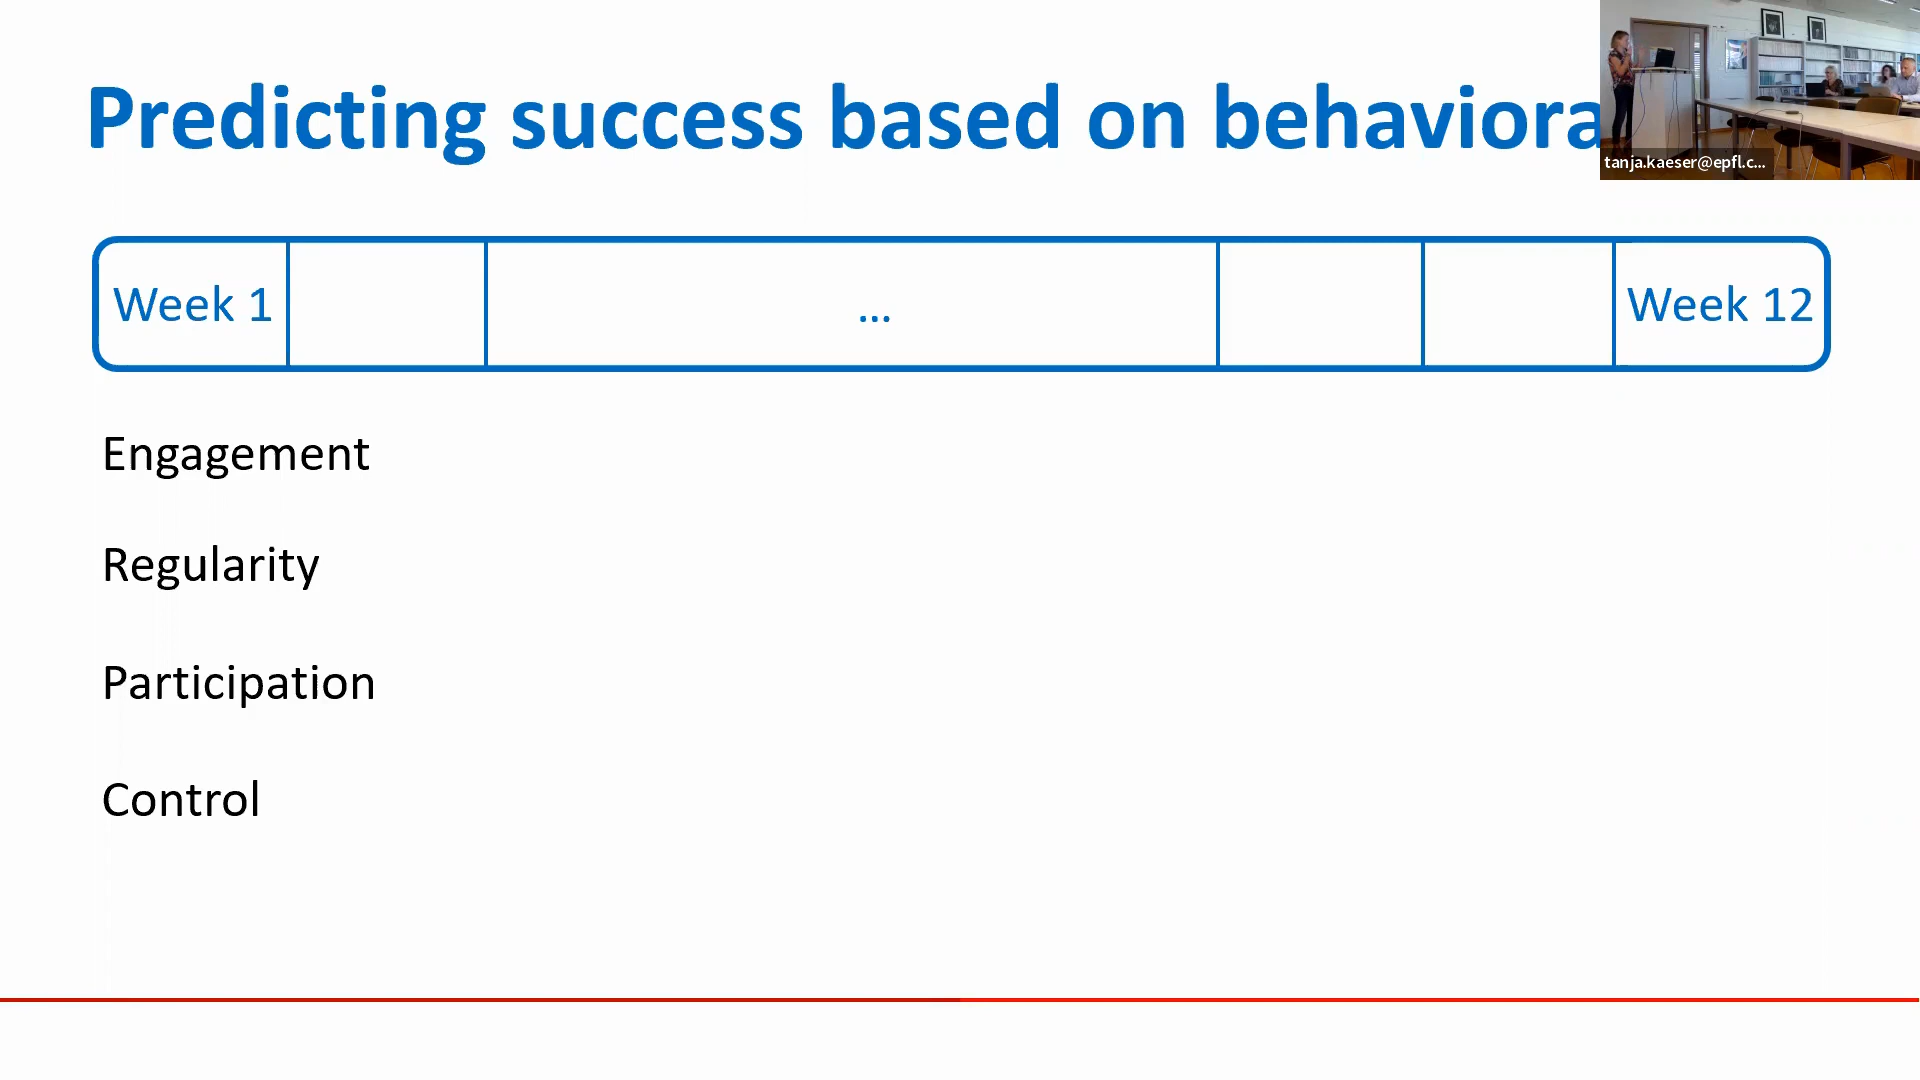 Predicting success based on behaviora
tanja.kaeser@epfl.c...
Week 1
...
Week 12
Engagement
Regularity
Participation
Control